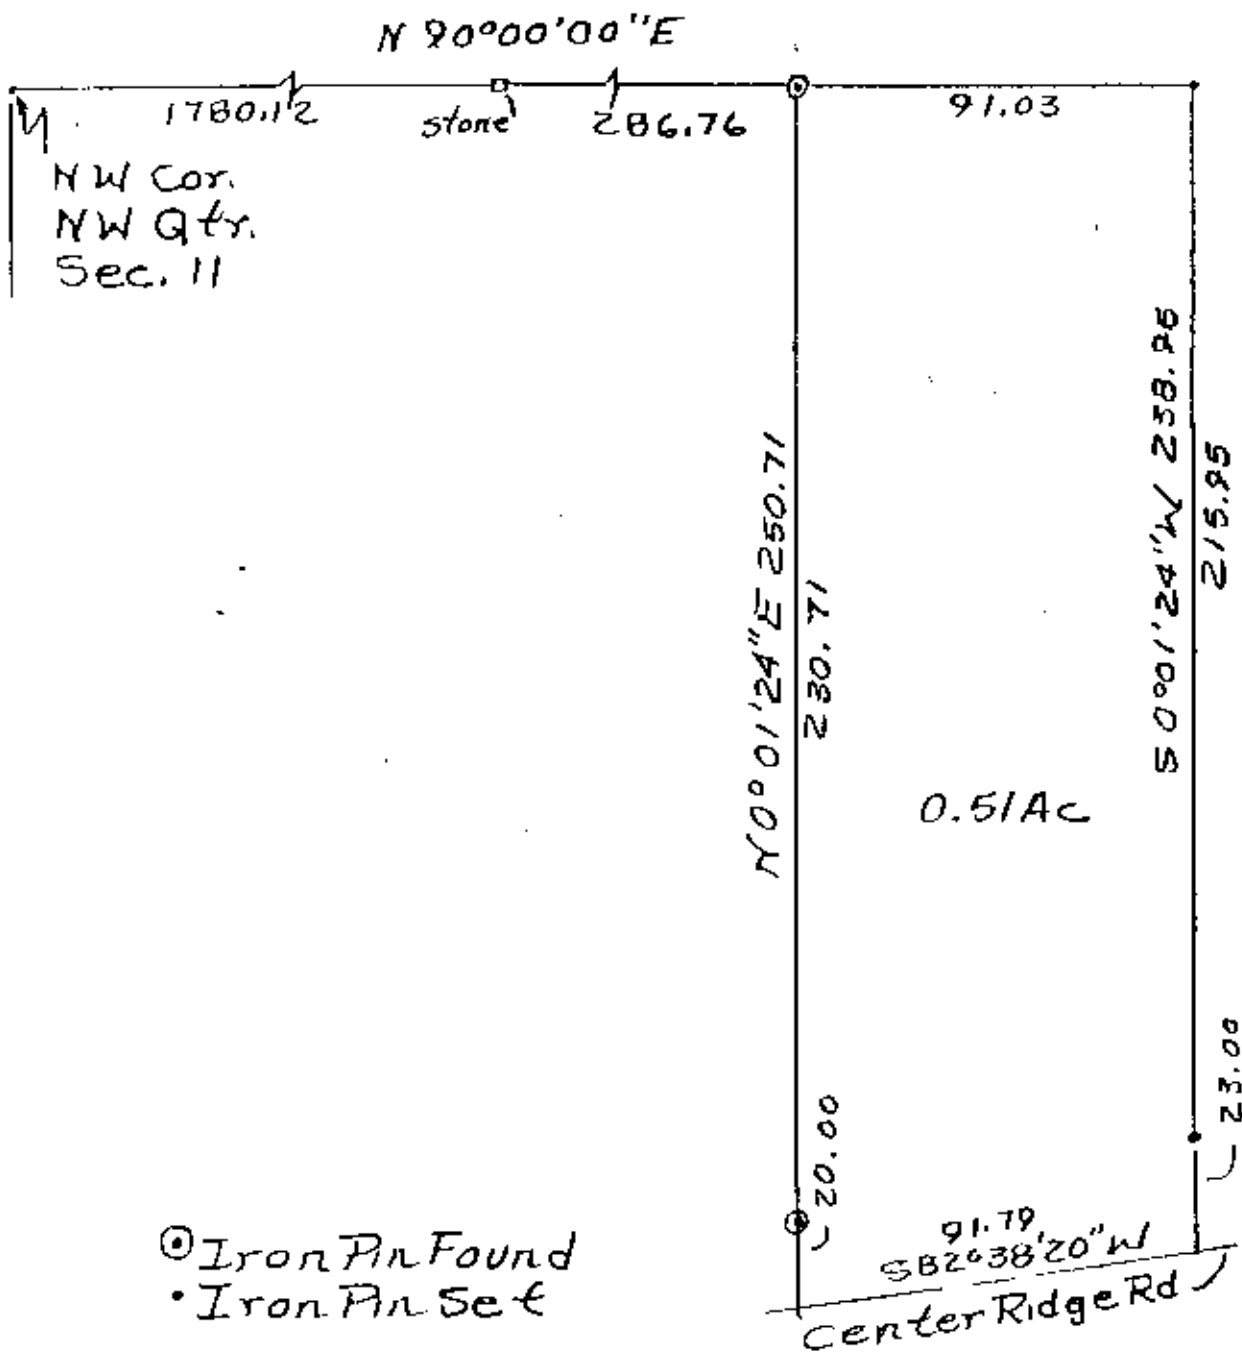 N 90°00'00"E
1780.12
stone
286.76
91.03
NW Cor.
NW Qtr.
Sec. 11
N 0°01'24"E 250.71
230.71
S 0°01'24"W 238.95
215.95
0.51Ac
20.00
23.00
91.79
S82°38'20"W
Center Ridge Rd
Iron Pin Found
Iron Pin Set